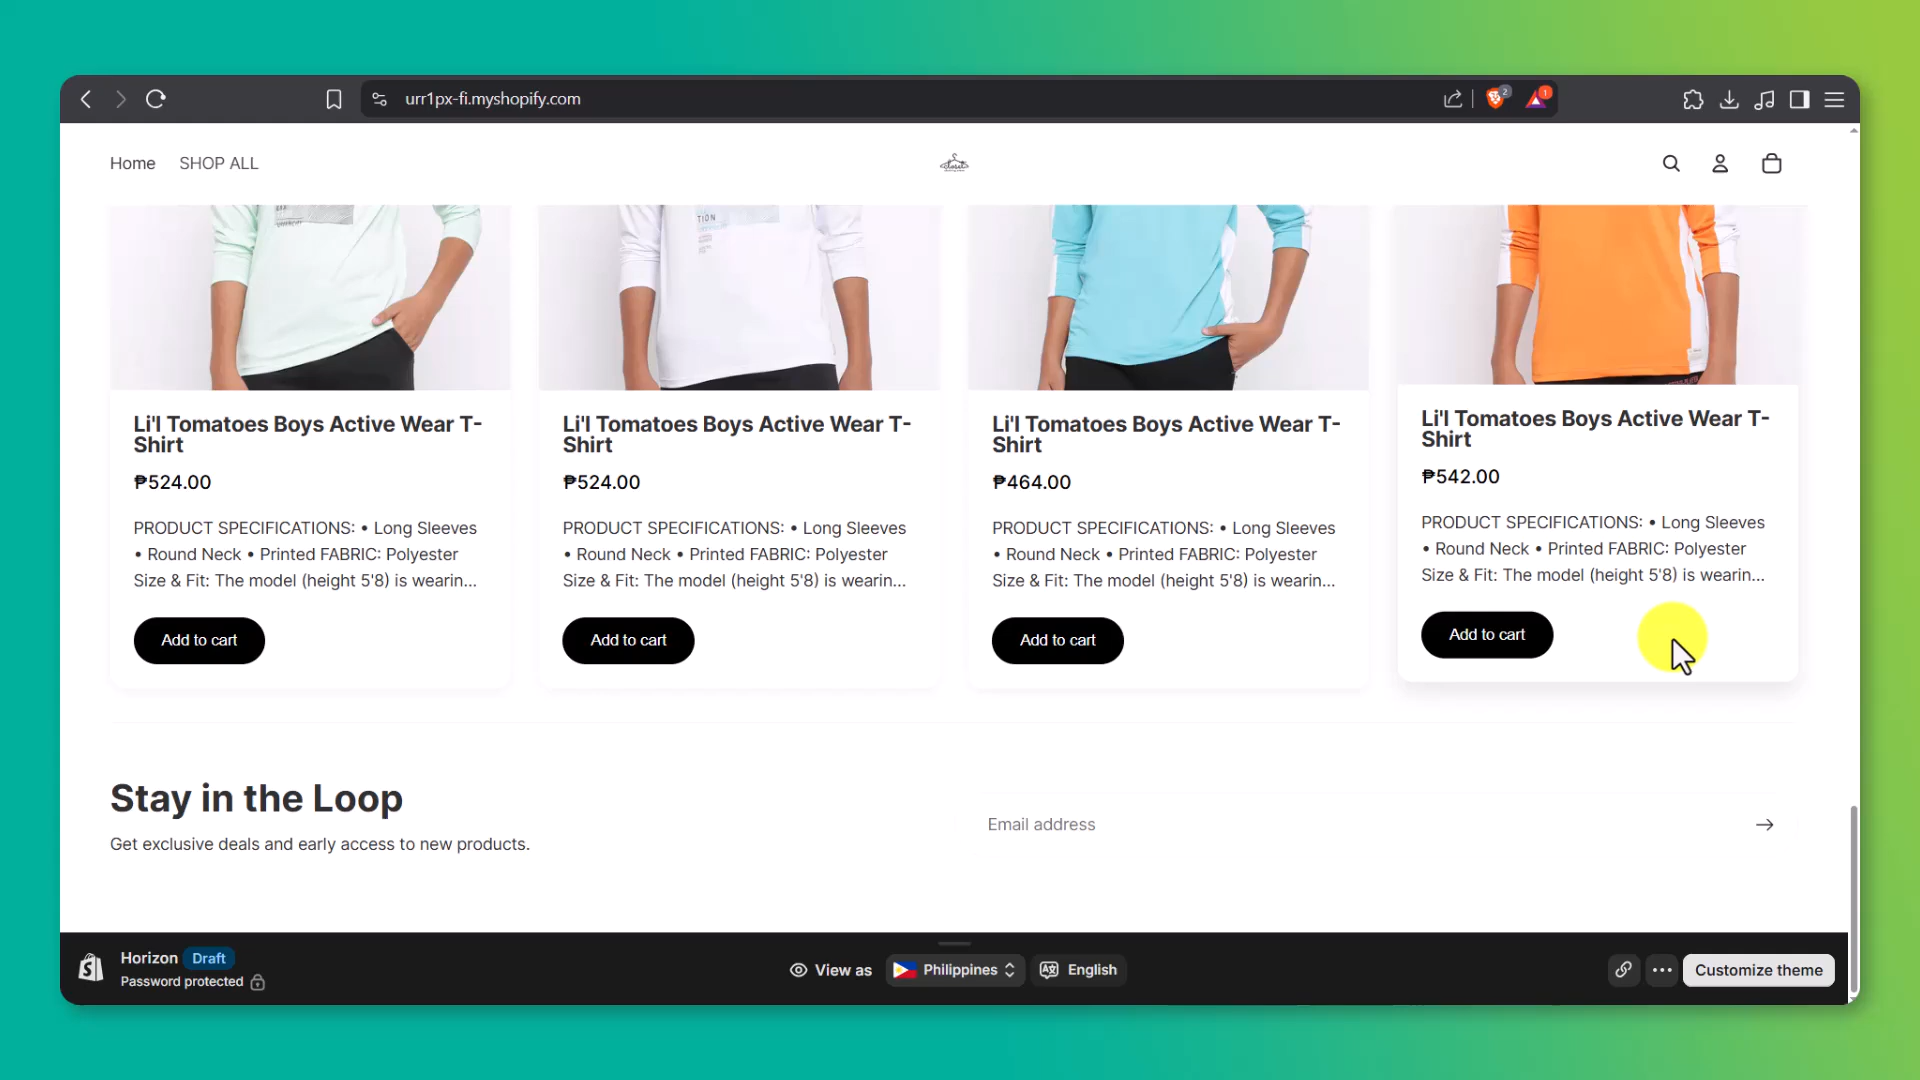 urr1px-fi.myshopify.com
2
1
Home
SHOP ALL
closet
TION
Li'l Tomatoes Boys Active Wear T-
Shirt
₱524.00
PRODUCT SPECIFICATIONS: • Long Sleeves
• Round Neck • Printed FABRIC: Polyester
Size & Fit: The model (height 5'8) is wearin...
Add to cart
Li'l Tomatoes Boys Active Wear T-
Shirt
₱524.00
PRODUCT SPECIFICATIONS: • Long Sleeves
• Round Neck • Printed FABRIC: Polyester
Size & Fit: The model (height 5'8) is wearin...
Add to cart
Li'l Tomatoes Boys Active Wear T-
Shirt
₱464.00
PRODUCT SPECIFICATIONS: • Long Sleeves
• Round Neck • Printed FABRIC: Polyester
Size & Fit: The model (height 5'8) is wearin...
Add to cart
Li'l Tomatoes Boys Active Wear T-
Shirt
₱542.00
PRODUCT SPECIFICATIONS: • Long Sleeves
• Round Neck • Printed FABRIC: Polyester
Size & Fit: The model (height 5'8) is wearin...
Add to cart
Stay in the Loop
Get exclusive deals and early access to new products.
Email address
Horizon Draft
Password protected
View as
Philippines
English
Customize theme